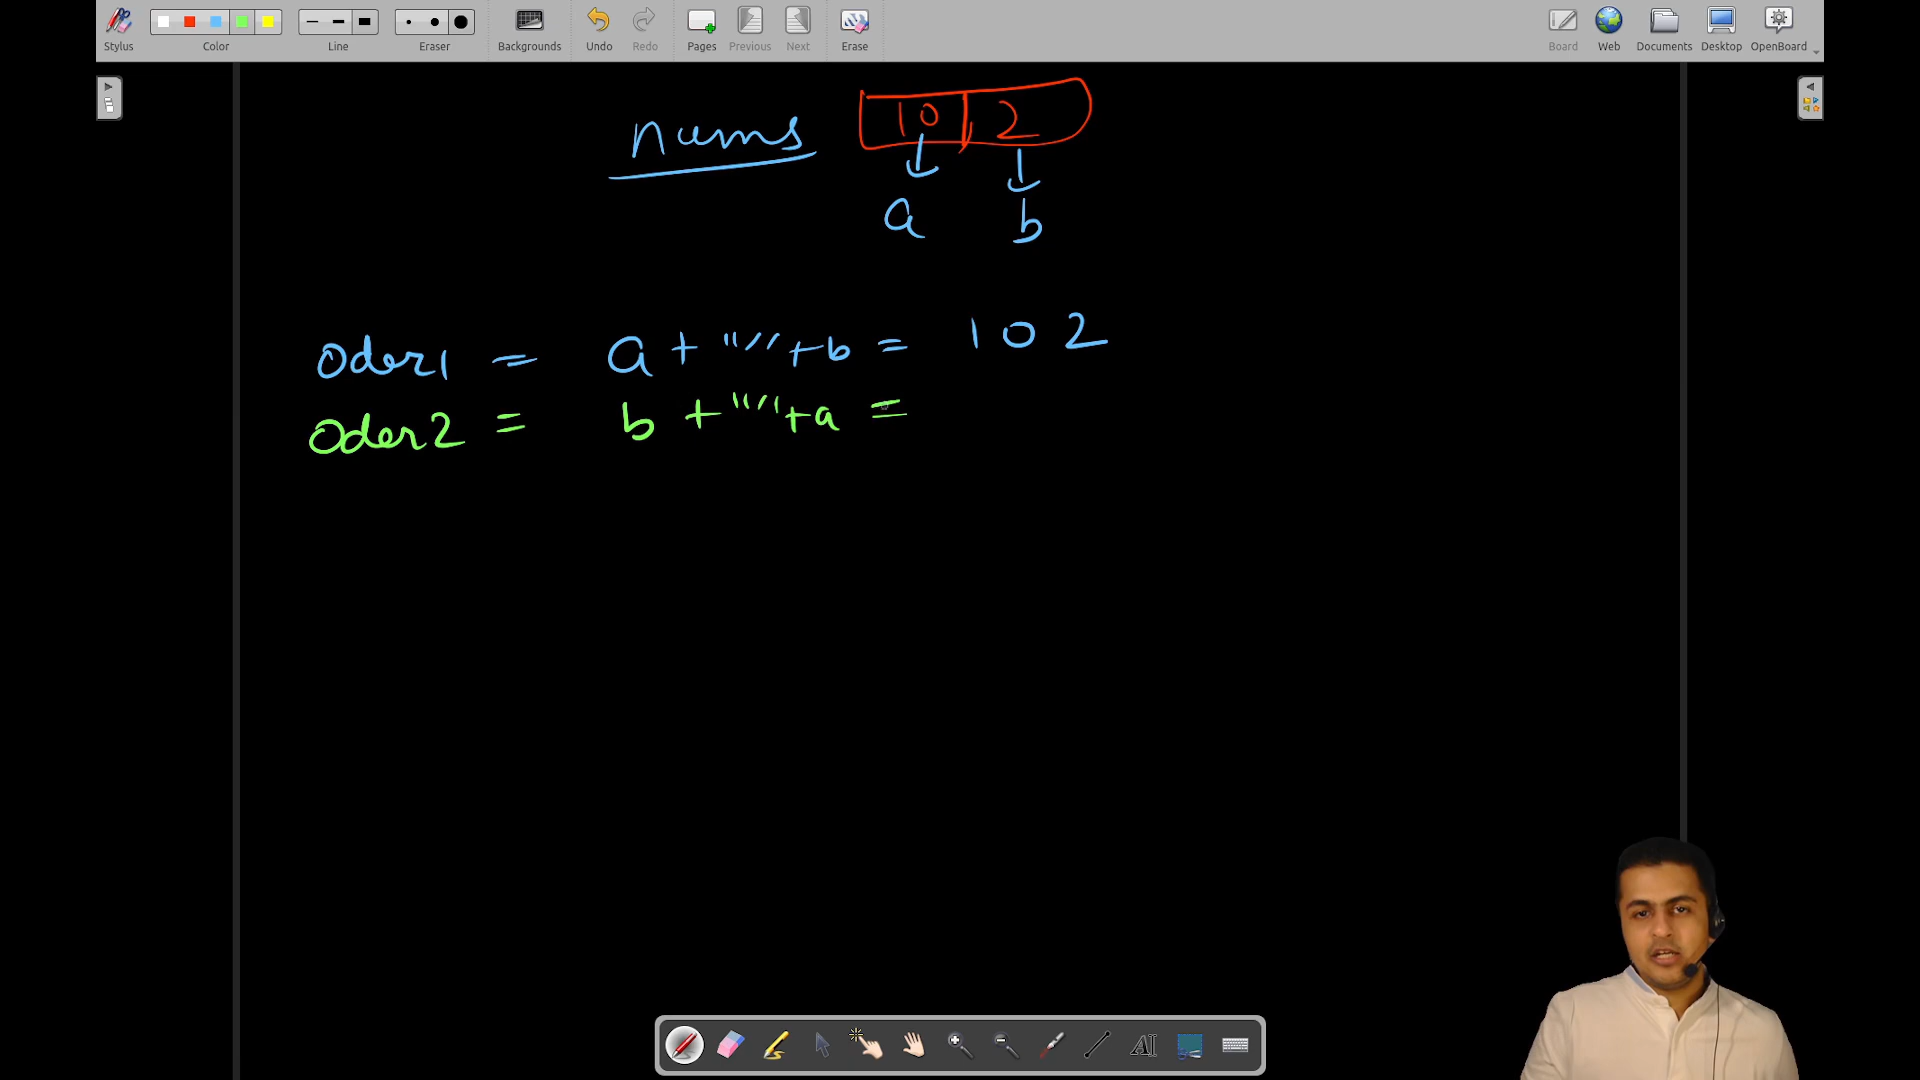 Stylus Color Line Eraser Backgrounds Undo Redo Pages Previous Next Erase Board Web Documents Desktop OpenBoard
nums 10, 2
a b
Oder1 = a + "" + b = 102
Oder2 = b + "" + a =
AI